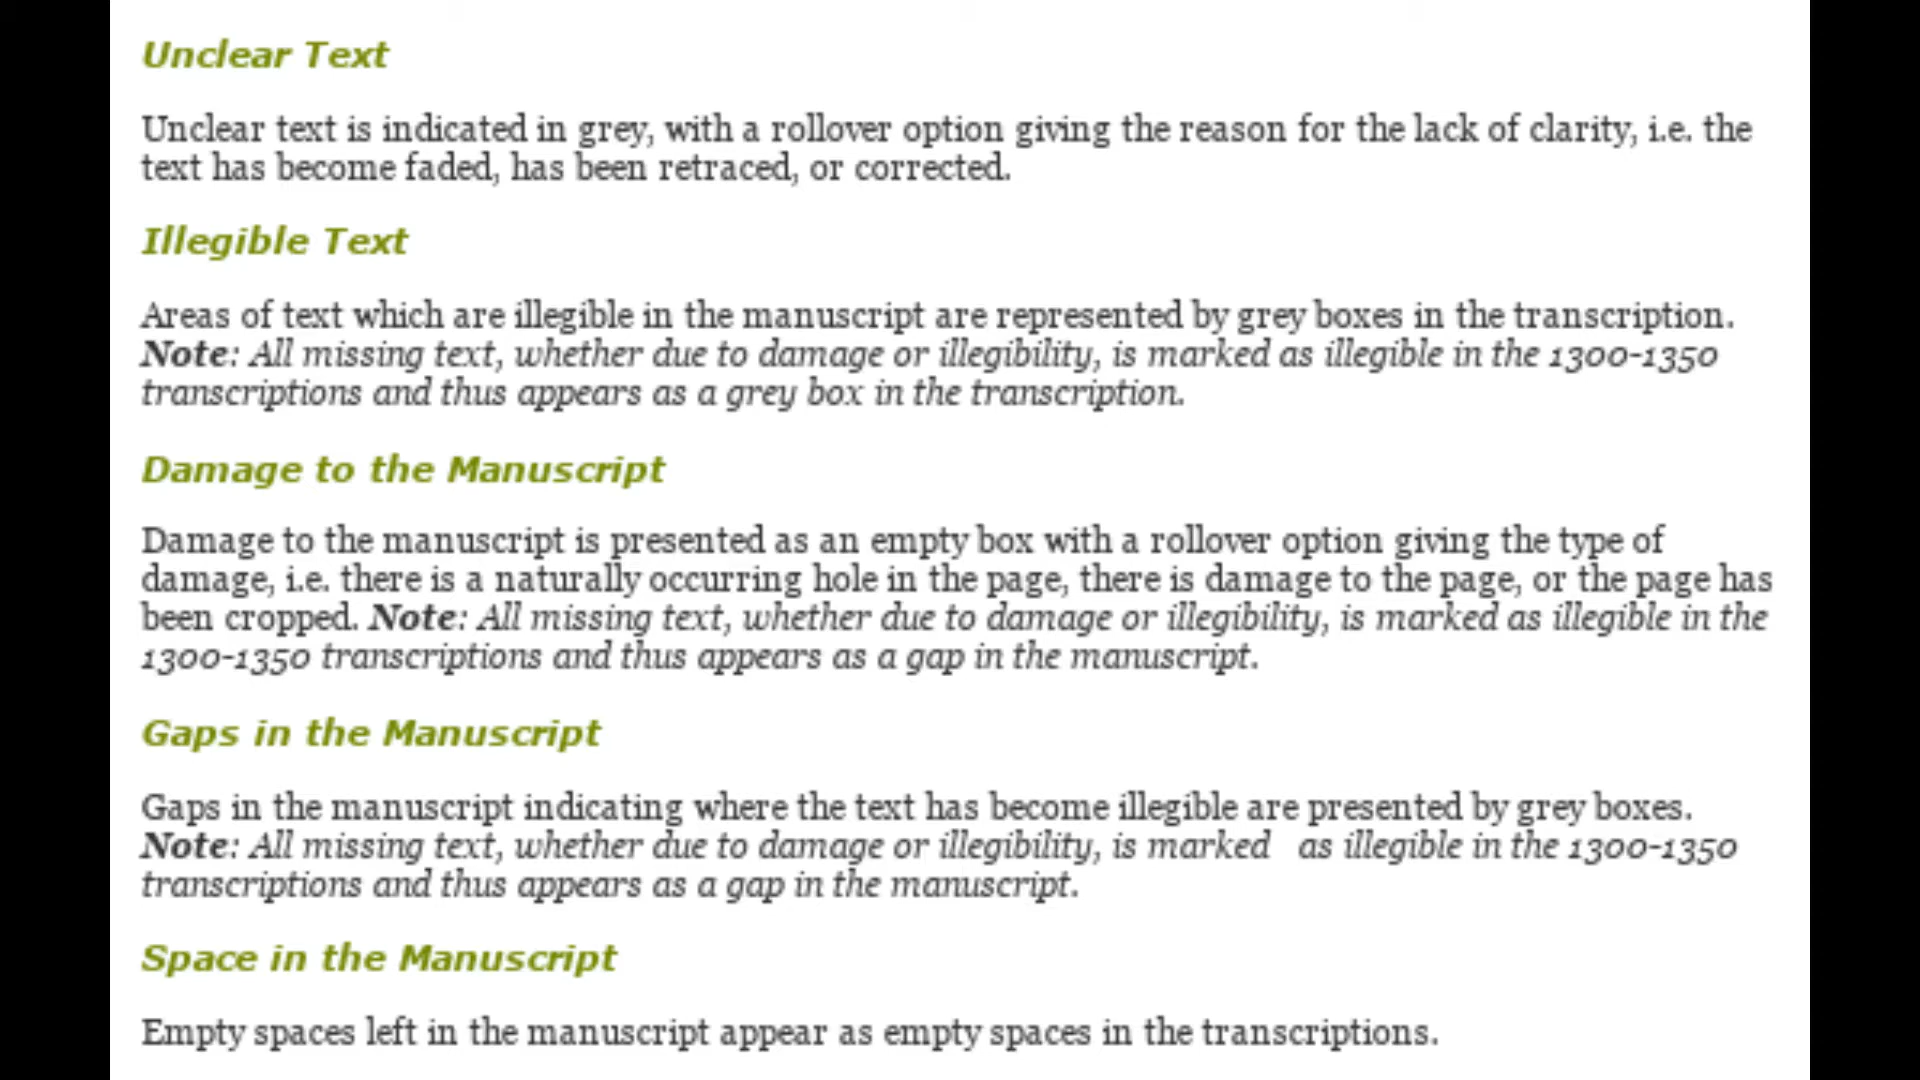 Unclear Text
Unclear text is indicated in grey, with a rollover option giving the reason for the lack of clarity, i.e. the
text has become faded, has been retraced, or corrected.
Illegible Text
Areas of text which are illegible in the manuscript are represented by grey boxes in the transcription.
Note: All missing text, whether due to damage or illegibility, is marked as illegible in the 1300-1350
transcriptions and thus appears as a grey box in the transcription.
Damage to the Manuscript
Damage to the manuscript is presented as an empty box with a rollover option giving the type of
damage, i.e. there is a naturally occurring hole in the page, there is damage to the page, or the page has
been cropped. Note: All missing text, whether due to damage or illegibility, is marked as illegible in the
1300-1350 transcriptions and thus appears as a gap in the manuscript.
Gaps in the Manuscript
Gaps in the manuscript indicating where the text has become illegible are presented by grey boxes.
Note: All missing text, whether due to damage or illegibility, is marked as illegible in the 1300-1350
transcriptions and thus appears as a gap in the manuscript.
Space in the Manuscript
Empty spaces left in the manuscript appear as empty spaces in the transcriptions.